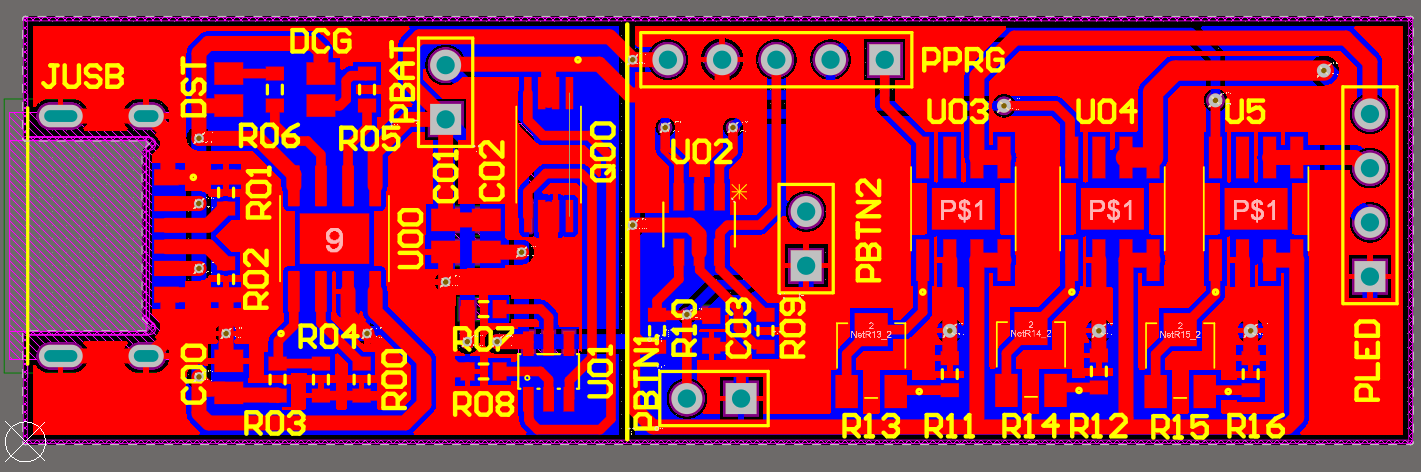 DCG
JUSB
DST
PBAT
PPRG
R06
R05
U03
U04
U5
C01
C02
Q00
U02
R01
9
U00
PBTN2
P$1
P$1
P$1
R02
R04
R07
R10
C03
R09
2
NetR13_2
2
NetR14_2
2
NetR15_2
PLED
C00
R00
U01
PBTN1
R03
R08
R13
R11
R14
R12
R15
R16